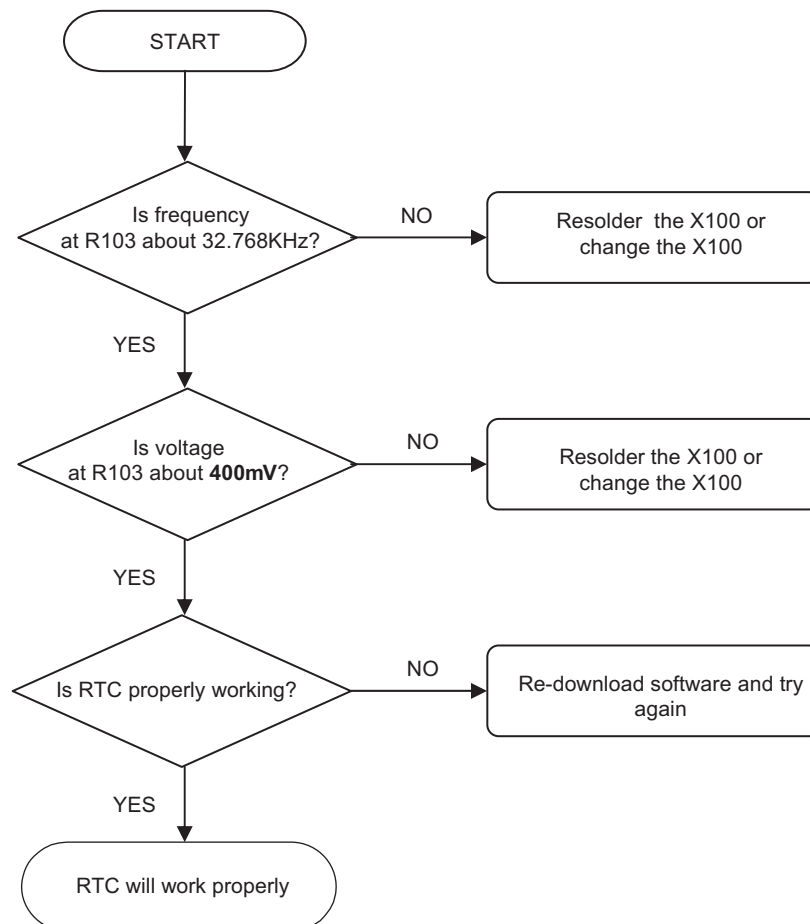 START
Is frequency
at R103 about 32.768KHz?
NO
Resolder the X100 or
change the X100
YES
Is voltage
at R103 about 400mV?
NO
Resolder the X100 or
change the X100
YES
Is RTC properly working?
NO
Re-download software and try
again
YES
RTC will work properly